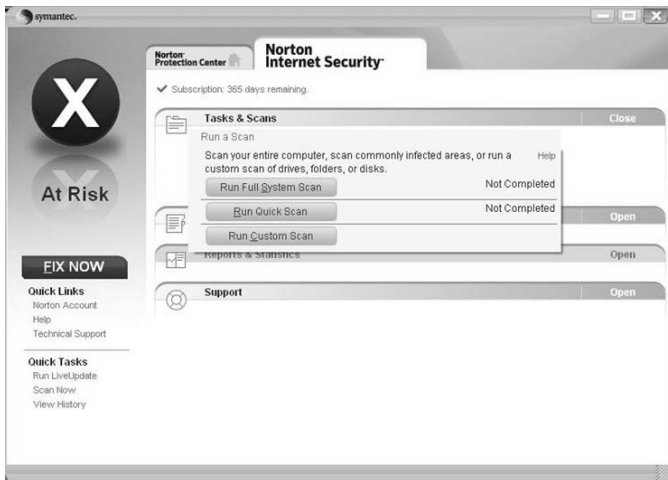 symantec.
Norton
Protection Center
Norton
Internet Security
Subscription: 365 days remaining.
X
At Risk
FIX NOW
Quick Links
Norton Account
Help
Technical Support
Quick Tasks
Run LiveUpdate
Scan Now
View History
Tasks & Scans
Close
Run a Scan
Scan your entire computer, scan commonly infected areas, or run a
custom scan of drives, folders, or disks.
Help
Run Full System Scan
Not Completed
Run Quick Scan
Not Completed
Run Custom Scan
Open
Reports & Statistics
Open
Support
Open